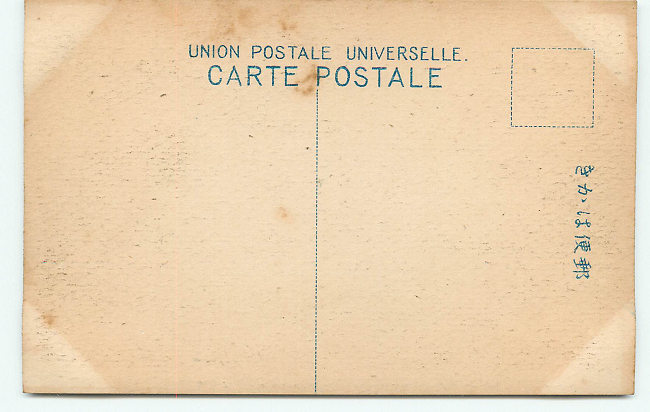 UNION POSTALE UNIVERSELLE.
CARTE POSTALE
郵便はかき